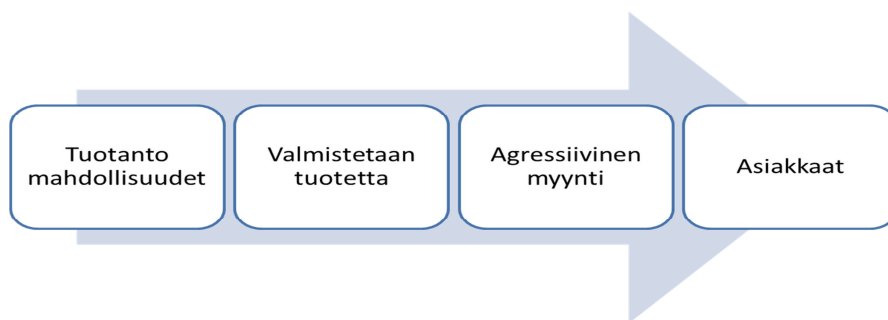 Tuotanto
mahdollisuudet
Valmistetaan
tuotetta
Agressiivinen
myynti
Asiakkaat